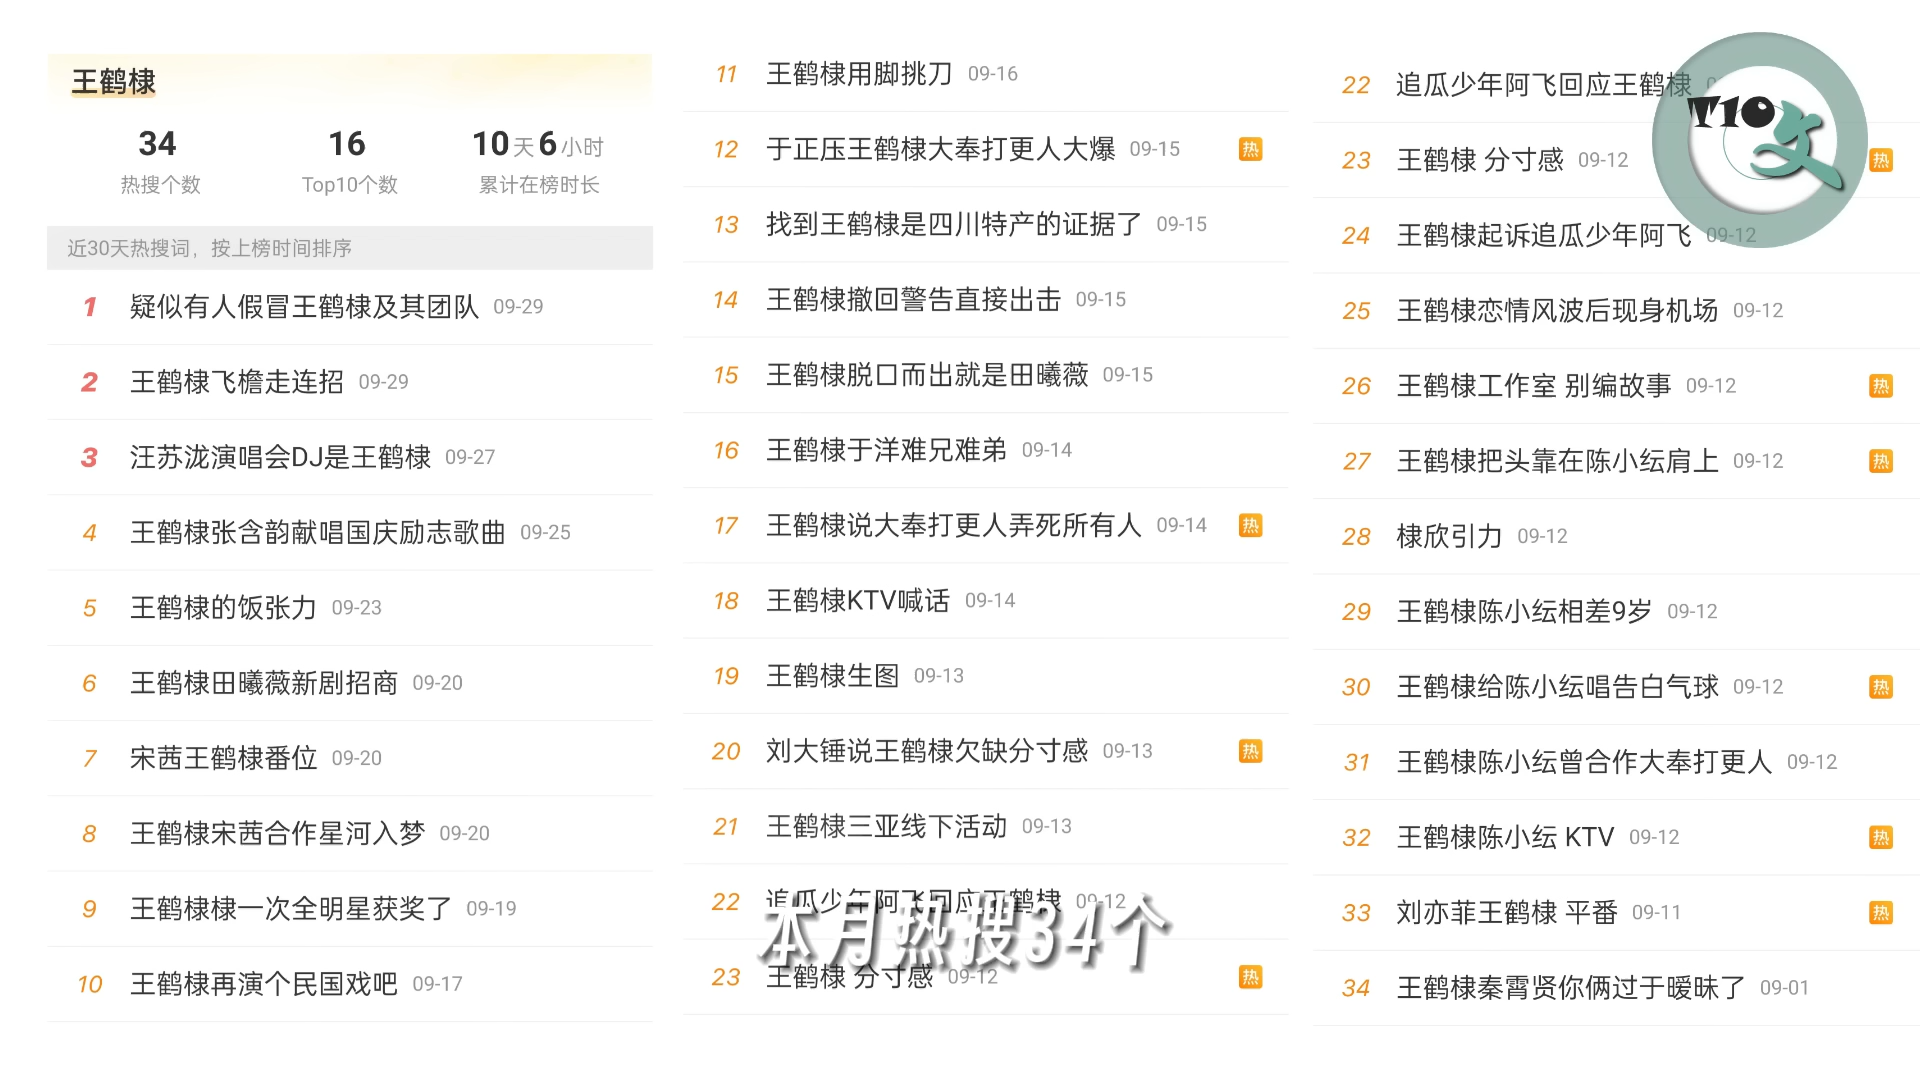 王鹤棣
34 16 10天6小时
热搜个数 Top10个数 累计在榜时长
近30天热搜词，按上榜时间排序
1 疑似有人假冒王鹤棣及其团队 09-29
2 王鹤棣飞檐走连招 09-29
3 汪苏泷演唱会DJ是王鹤棣 09-27
4 王鹤棣张含韵献唱国庆励志歌曲 09-25
5 王鹤棣的饭张力 09-23
6 王鹤棣田曦薇新剧招商 09-20
7 宋茜王鹤棣番位 09-20
8 王鹤棣宋茜合作星河入梦 09-20
9 王鹤棣棣一次全明星获奖了 09-19
10 王鹤棣再演个民国戏吧 09-17
11 王鹤棣用脚挑刀 09-16
12 于正压王鹤棣大奉打更人大爆 09-15 热
13 找到王鹤棣是四川特产的证据了 09-15
14 王鹤棣撤回警告直接出击 09-15
15 王鹤棣脱口而出就是田曦薇 09-15
16 王鹤棣于洋难兄难弟 09-14
17 王鹤棣说大奉打更人弄死所有人 09-14 热
18 王鹤棣KTV喊话 09-14
19 王鹤棣生图 09-13
20 刘大锤说王鹤棣欠缺分寸感 09-13 热
21 王鹤棣三亚线下活动 09-13
22 追瓜少年阿飞回应王鹤棣 09-12
本月热搜34个
23 王鹤棣 分寸感 09-12 热
22 追瓜少年阿飞回应王鹤棣
23 王鹤棣 分寸感 09-12 热
24 王鹤棣起诉追瓜少年阿飞 09-12
25 王鹤棣恋情风波后现身机场 09-12
26 王鹤棣工作室 别编故事 09-12 热
27 王鹤棣把头靠在陈小纭肩上 09-12 热
28 棣欣引力 09-12
29 王鹤棣陈小纭相差9岁 09-12
30 王鹤棣给陈小纭唱告白气球 09-12 热
31 王鹤棣陈小纭曾合作大奉打更人 09-12
32 王鹤棣陈小纭 KTV 09-12 热
33 刘亦菲王鹤棣 平番 09-11 热
34 王鹤棣秦霄贤你俩过于暧昧了 09-01
T10文